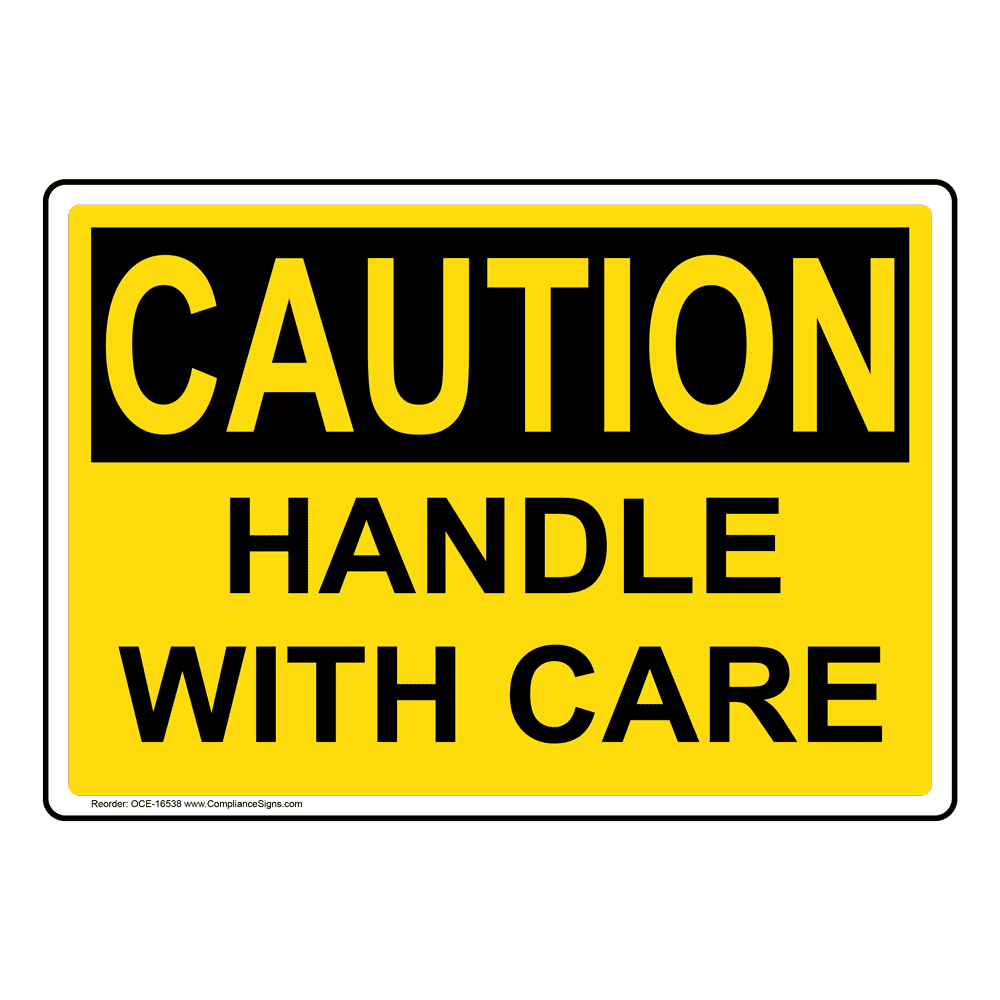 CAUTION
HANDLE
WITH CARE
Reorder: OCE-16538 www.ComplianceSigns.com